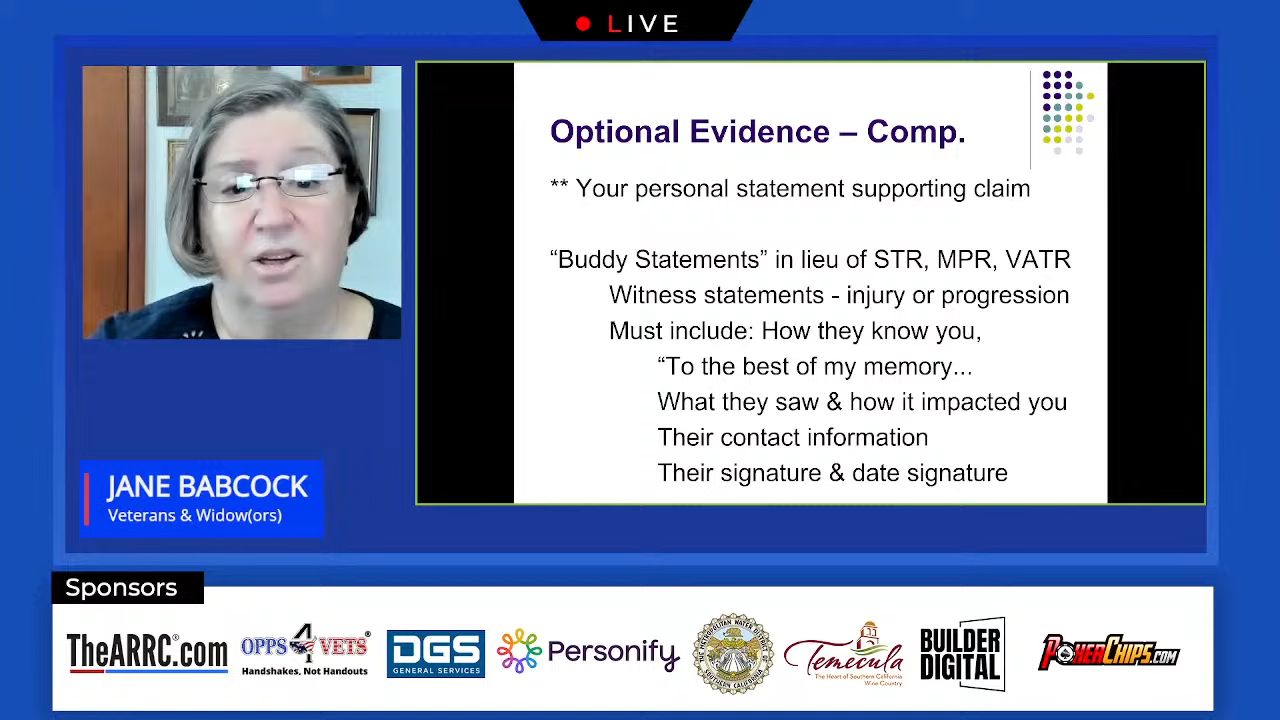 LIVE
Optional Evidence – Comp.
** Your personal statement supporting claim
“Buddy Statements” in lieu of STR, MPR, VATR
Witness statements - injury or progression
Must include: How they know you,
“To the best of my memory...
What they saw & how it impacted you
Their contact information
Their signature & date signature
JANE BABCOCK
Veterans & Widow(ors)
Sponsors
TheARRC®.com
OPPS 4 VETS®
Handshakes, Not Handouts
DGS
GENERAL SERVICES
Personify
Temecula
The Heart of Southern California
Wine Country
BUILDER
DIGITAL
POKERCHIPS.COM